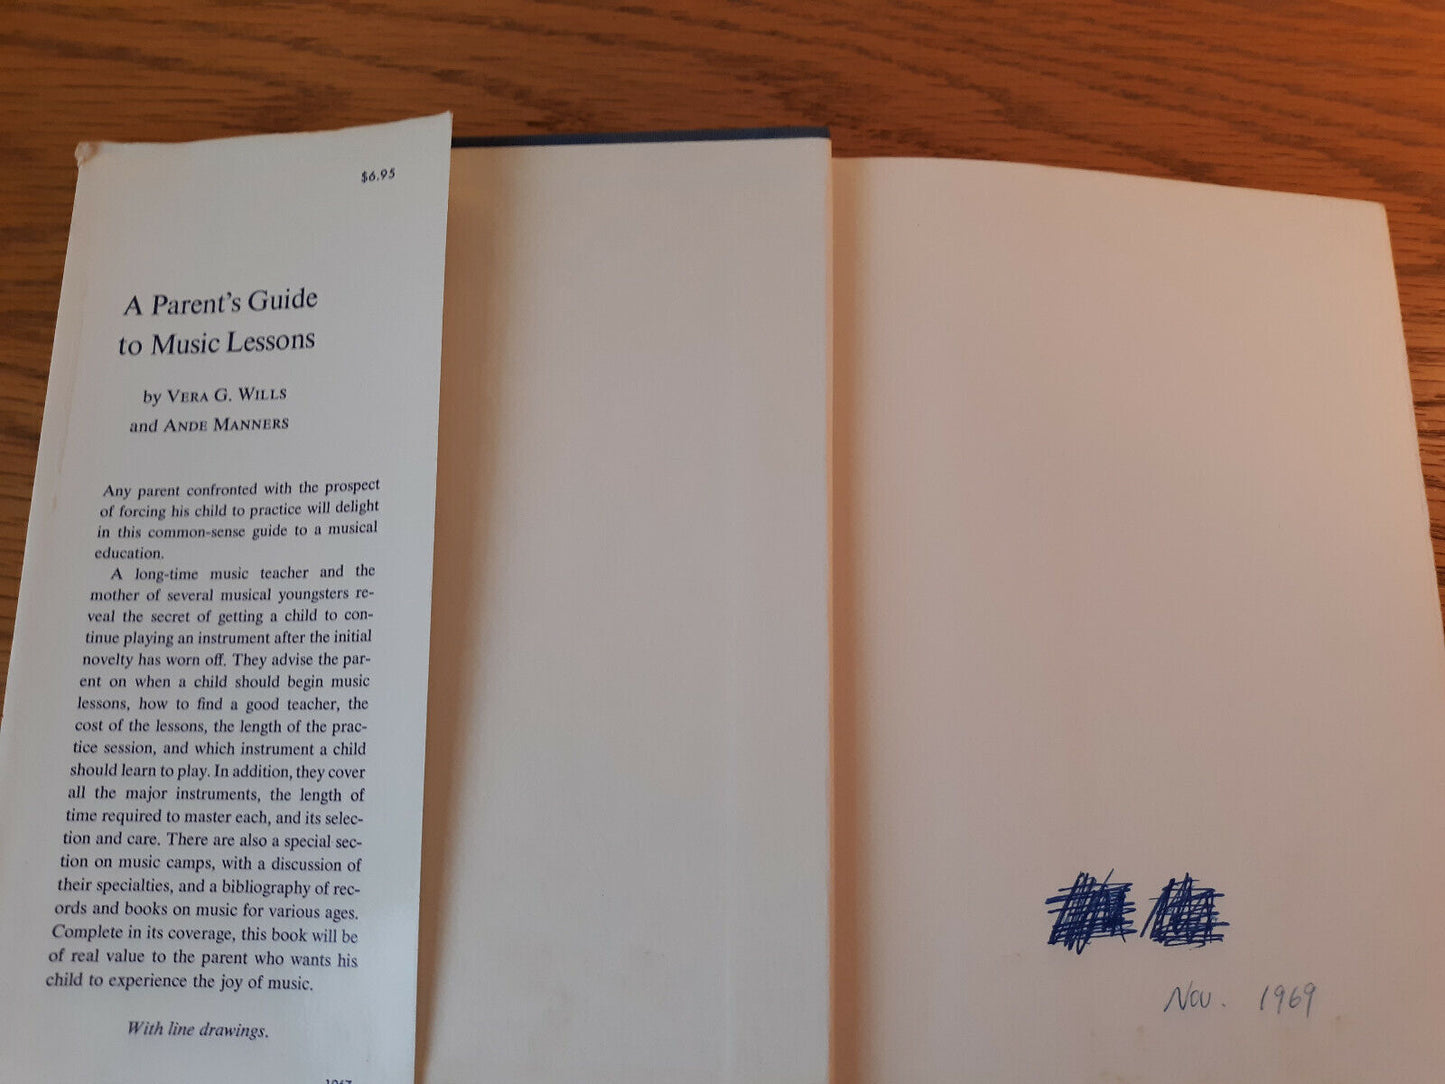 $6.95
A Parent's Guide
to Music Lessons
by VERA G. WILLS
and ANDE MANNERS
Any parent confronted with the prospect
of forcing his child to practice will delight
in this common-sense guide to a musical
education.
A long-time music teacher and the
mother of several musical youngsters re-
veal the secret of getting a child to con-
tinue playing an instrument after the initial
novelty has worn off. They advise the par-
ent on when a child should begin music
lessons, how to find a good teacher, the
cost of the lessons, the length of the prac-
tice session, and which instrument a child
should learn to play. In addition, they cover
all the major instruments, the length of
time required to master each, and its selec-
tion and care. There are also a special sec-
tion on music camps, with a discussion of
their specialties, and a bibliography of rec-
ords and books on music for various ages.
Complete in its coverage, this book will be
of real value to the parent who wants his
child to experience the joy of music.
With line drawings.
Nov. 1969